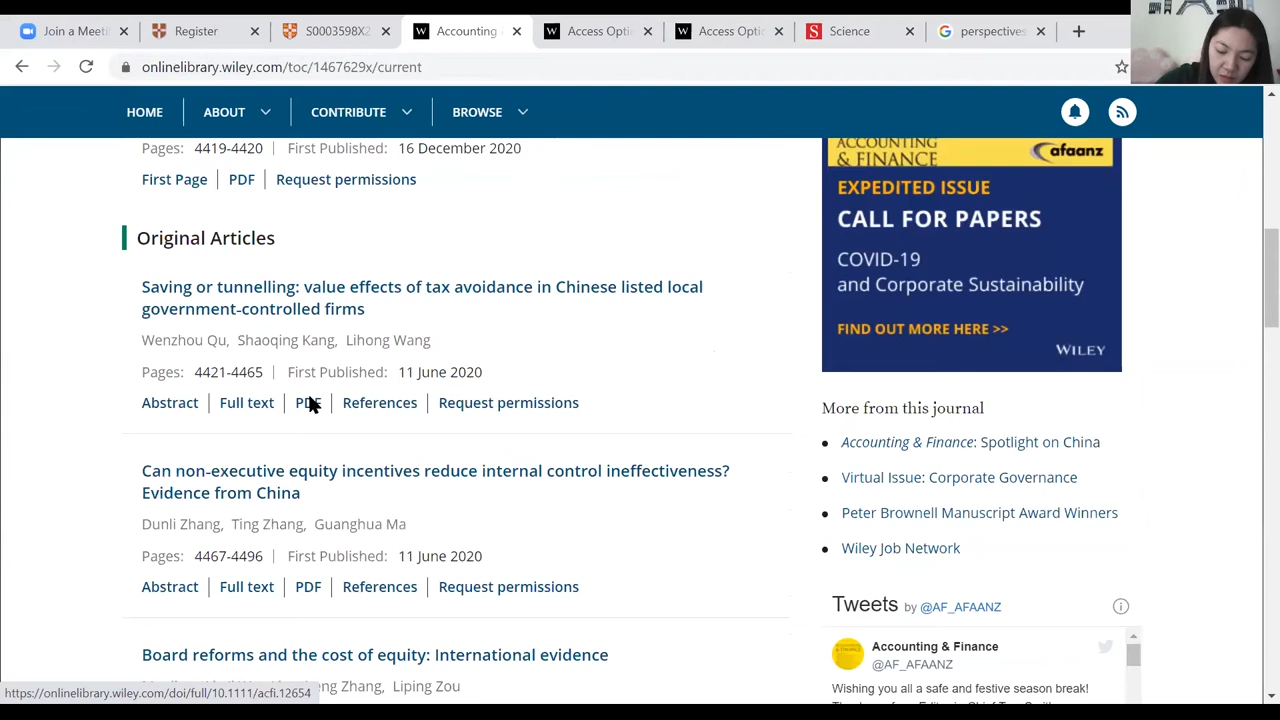 Join a Meeti
Register
S0003598X2
Accounting
Access Optio
Access Optio
Science
perspectives
onlinelibrary.wiley.com/toc/1467629x/current
HOME
ABOUT
CONTRIBUTE
BROWSE
Pages: 4419-4420 | First Published: 16 December 2020
First Page | PDF | Request permissions
Original Articles
Saving or tunnelling: value effects of tax avoidance in Chinese listed local
government-controlled firms
Wenzhou Qu, Shaoqing Kang, Lihong Wang
Pages: 4421-4465 | First Published: 11 June 2020
Abstract | Full text | PDF | References | Request permissions
Can non-executive equity incentives reduce internal control ineffectiveness?
Evidence from China
Dunli Zhang, Ting Zhang, Guanghua Ma
Pages: 4467-4496 | First Published: 11 June 2020
Abstract | Full text | PDF | References | Request permissions
Board reforms and the cost of equity: International evidence
Zhang, Liping Zou
https://onlinelibrary.wiley.com/doi/full/10.1111/acfi.12654
ACCOUNTING
& FINANCE
afaanz
EXPEDITED ISSUE
CALL FOR PAPERS
COVID-19
and Corporate Sustainability
FIND OUT MORE HERE >>
WILEY
More from this journal
Accounting & Finance: Spotlight on China
Virtual Issue: Corporate Governance
Peter Brownell Manuscript Award Winners
Wiley Job Network
Tweets by @AF_AFAANZ
Accounting & Finance
@AF_AFAANZ
Wishing you all a safe and festive season break!